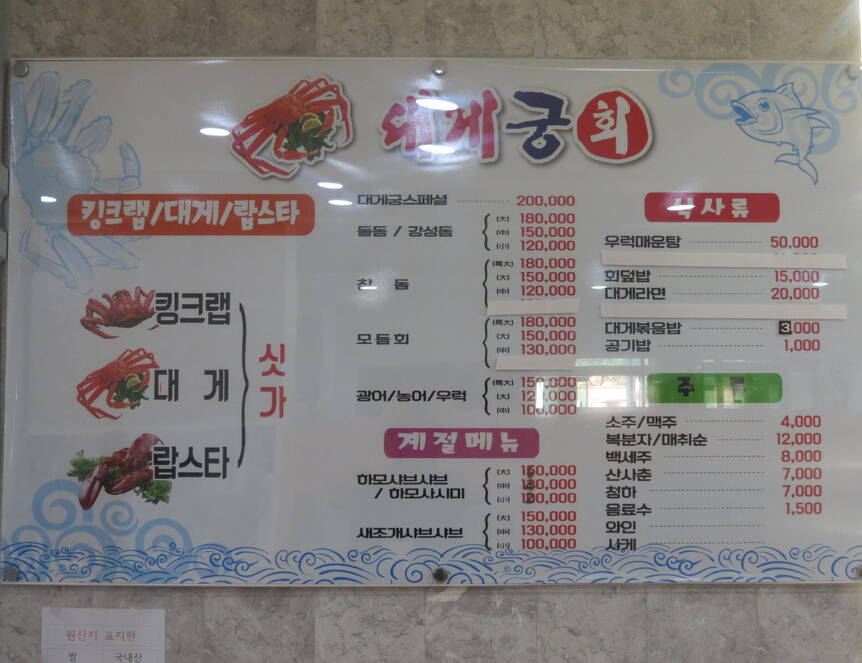 대게궁 회
킹크랩/대게/랍스타
킹크랩
대 게
랍스타
싯가
대게궁스페셜 200,000
돌돔 / 강성돔 (大) 180,000
(中) 150,000
(小) 120,000
참 돔 (特大) 180,000
(大) 150,000
(中) 120,000
모 듬 회 (特大) 180,000
(大) 150,000
(中) 130,000
광어/농어/우럭 (特大) 150,000
(大) 120,000
(中) 100,000
계절메뉴
하모샤브샤브 / 하모사시미 (大) 150,000
(中) 130,000
(小) 100,000
새조개샤브샤브 (大) 150,000
(中) 130,000
(小) 100,000
식 사 류
우럭매운탕 50,000
회덮밥 15,000
대게라면 20,000
대게볶음밥 3,000
공기밥 1,000
주 류
소주/맥주 4,000
복분자/매취순 12,000
백세주 8,000
산사춘 7,000
청하 7,000
음료수 1,500
와인
사케
원산지 표지판
쌀 국내산